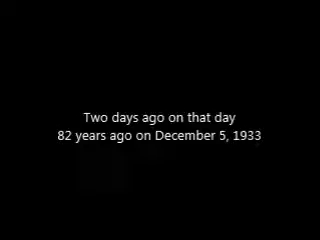 Two days ago on that day
82 years ago on December 5, 1933